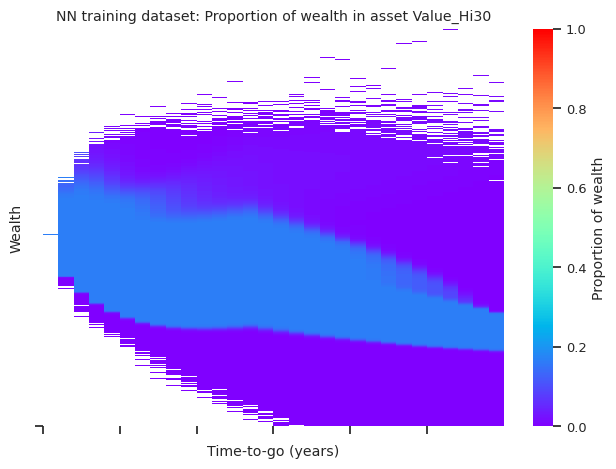 NN training dataset: Proportion of wealth in asset Value_Hi30
Wealth
Time-to-go (years)
1.0
0.8
0.6
0.4
0.2
0.0
Proportion of wealth